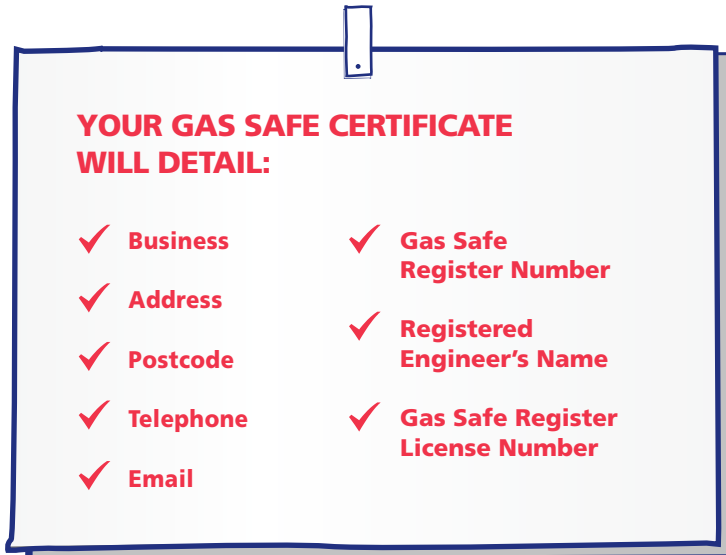 YOUR GAS SAFE CERTIFICATE
WILL DETAIL:
Business
Address
Postcode
Telephone
Email
Gas Safe
Register Number
Registered
Engineer’s Name
Gas Safe Register
License Number